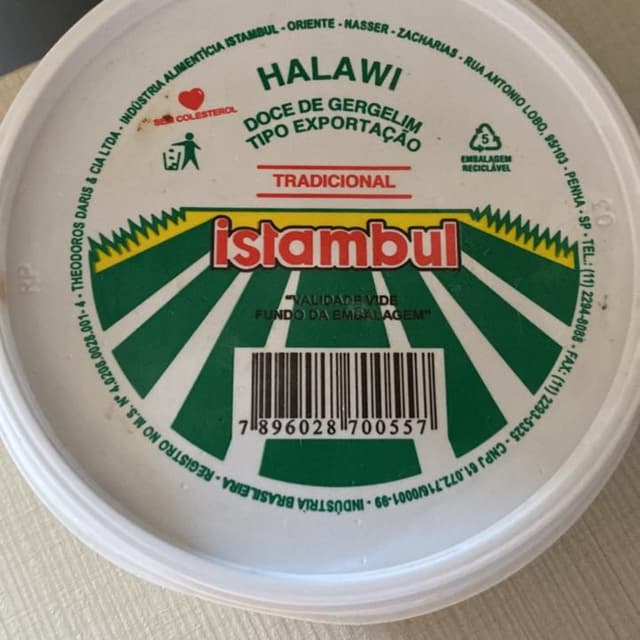 INDÚSTRIA ALIMENTÍCIA ISTAMBUL - ORIENTE - NASSER - ZACHARIAS - RUA ANTONIO LOBO, 95/103 - PENHA - SP - TEL.: (11) 2294-8088 - FAX: (11) 2293-5325 - CNPJ 61.072.716/0001-99 - INDÚSTRIA BRASILEIRA - REGISTRO NO M.S. Nº 4.0208.0028.001-4 - THEODOROS DARIS & CIA LTDA. -
HALAWI
SEM COLESTEROL
DOCE DE GERGELIM
TIPO EXPORTAÇÃO
5
EMBALAGEM
RECICLÁVEL
TRADICIONAL
istambul
"VALIDADE VIDE
FUNDO DA EMBALAGEM"
7 896028 700557